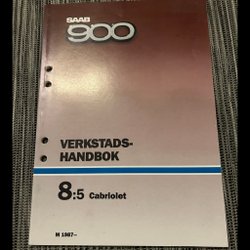 SAAB
900
VERKSTADS-
HANDBOK
8:5 Cabriolet
M 1987–